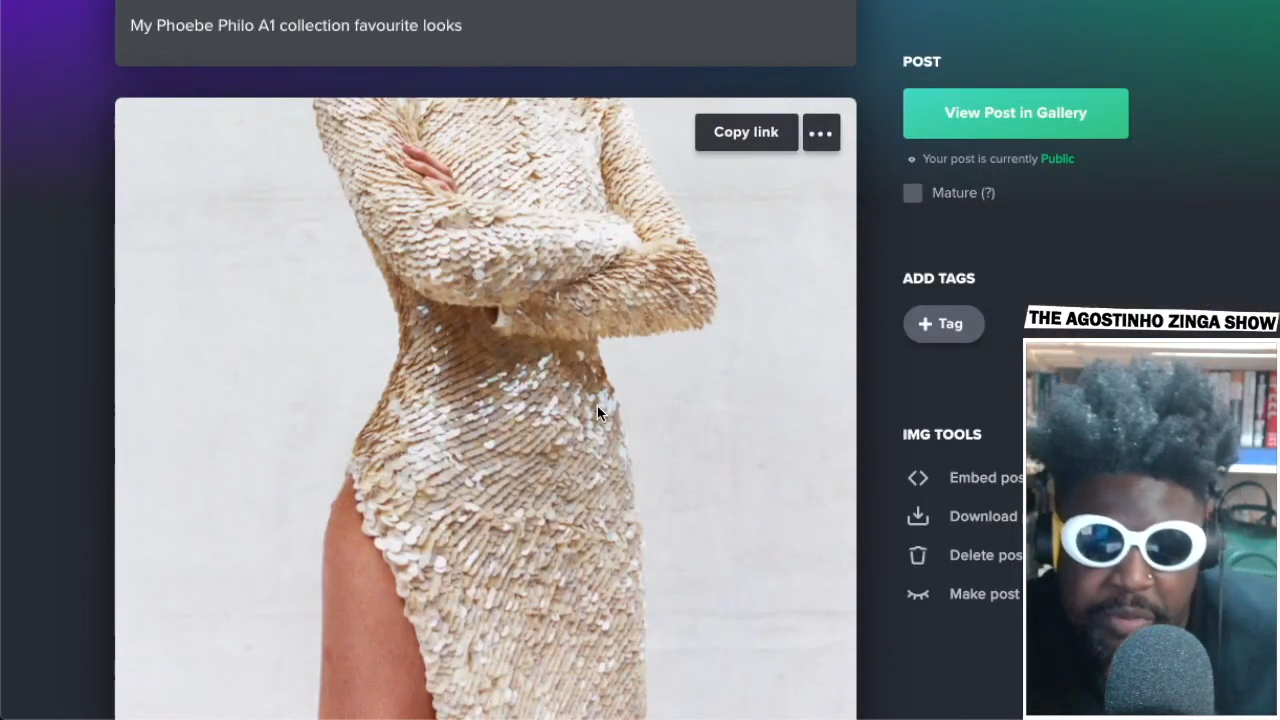 My Phoebe Philo A1 collection favourite looks
Copy link
POST
View Post in Gallery
Your post is currently Public
Mature (?)
ADD TAGS
Tag
THE AGOSTINHO ZINGA SHOW
IMG TOOLS
Embed pos
Download
Delete pos
Make post